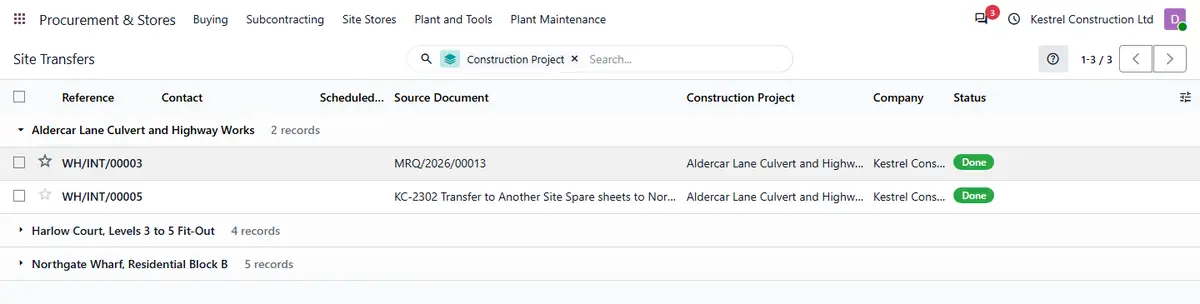 Procurement & Stores Buying Subcontracting Site Stores Plant and Tools Plant Maintenance 3 Kestrel Construction Ltd D
Site Transfers Construction Project × Search... 1-3 / 3
Reference Contact Scheduled... Source Document Construction Project Company Status
Aldercar Lane Culvert and Highway Works 2 records
WH/INT/00003 MRQ/2026/00013 Aldercar Lane Culvert and Highw... Kestrel Cons... Done
WH/INT/00005 KC-2302 Transfer to Another Site Spare sheets to Nor... Aldercar Lane Culvert and Highw... Kestrel Cons... Done
Harlow Court, Levels 3 to 5 Fit-Out 4 records
Northgate Wharf, Residential Block B 5 records